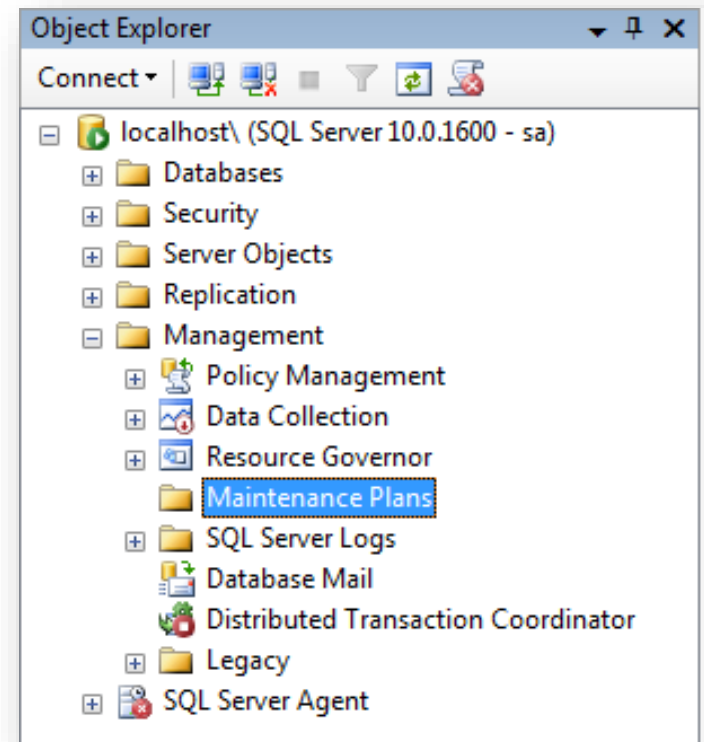 Object Explorer
Connect
localhost\ (SQL Server 10.0.1600 - sa)
Databases
Security
Server Objects
Replication
Management
Policy Management
Data Collection
Resource Governor
Maintenance Plans
SQL Server Logs
Database Mail
Distributed Transaction Coordinator
Legacy
SQL Server Agent